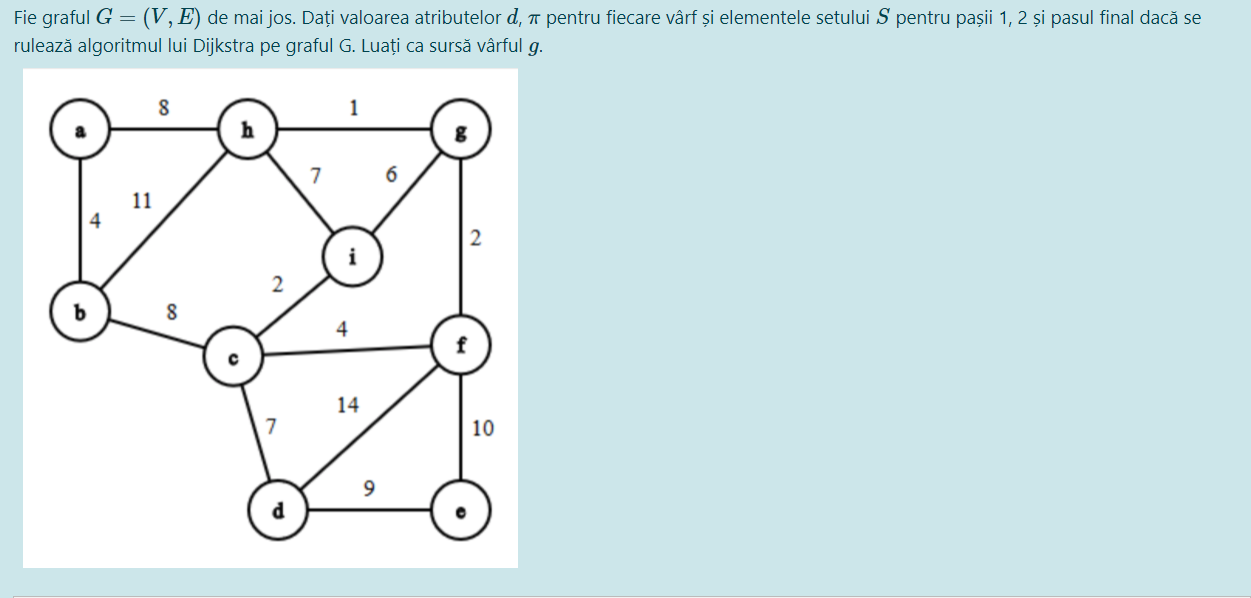 Fie graful G = (V, E) de mai jos. Dați valoarea atributelor d, π pentru fiecare vârf și elementele setului S pentru pașii 1, 2 și pasul final dacă se
rulează algoritmul lui Dijkstra pe graful G. Luați ca sursă vârful g.
8 1
a h g
7 6
11
4
2
i
2
b 8
4
c f
14
7 10
9
d e